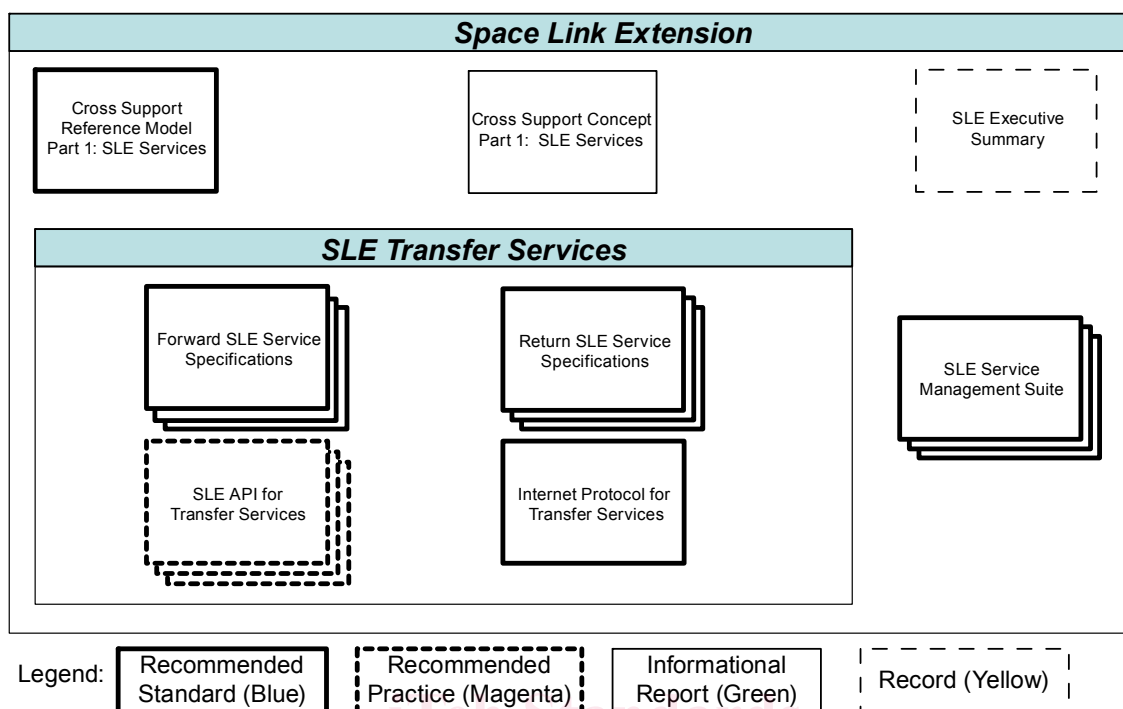 Space Link Extension
Cross Support
Reference Model
Part 1: SLE Services
Cross Support Concept
Part 1: SLE Services
SLE Executive
Summary
SLE Transfer Services
Forward SLE Service
Specifications
Return SLE Service
Specifications
SLE Service
Management Suite
SLE API for
Transfer Services
Internet Protocol for
Transfer Services
Legend:
Recommended
Standard (Blue)
Recommended
Practice (Magenta)
Informational
Report (Green)
Record (Yellow)